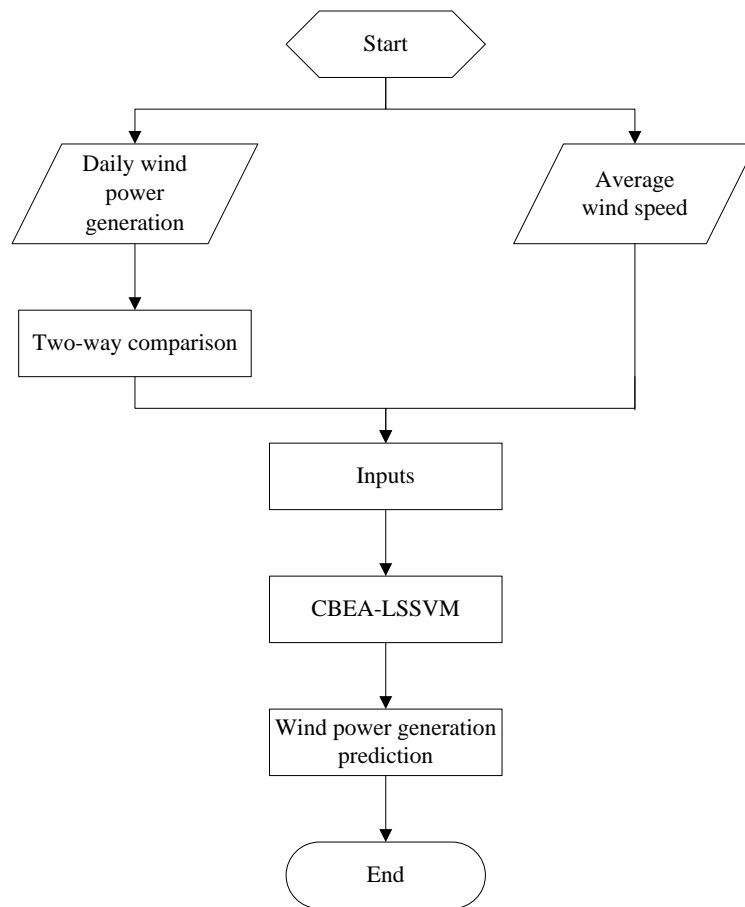 Start
Daily wind
power
generation
Average
wind speed
Two-way comparison
Inputs
CBEA-LSSVM
Wind power generation
prediction
End